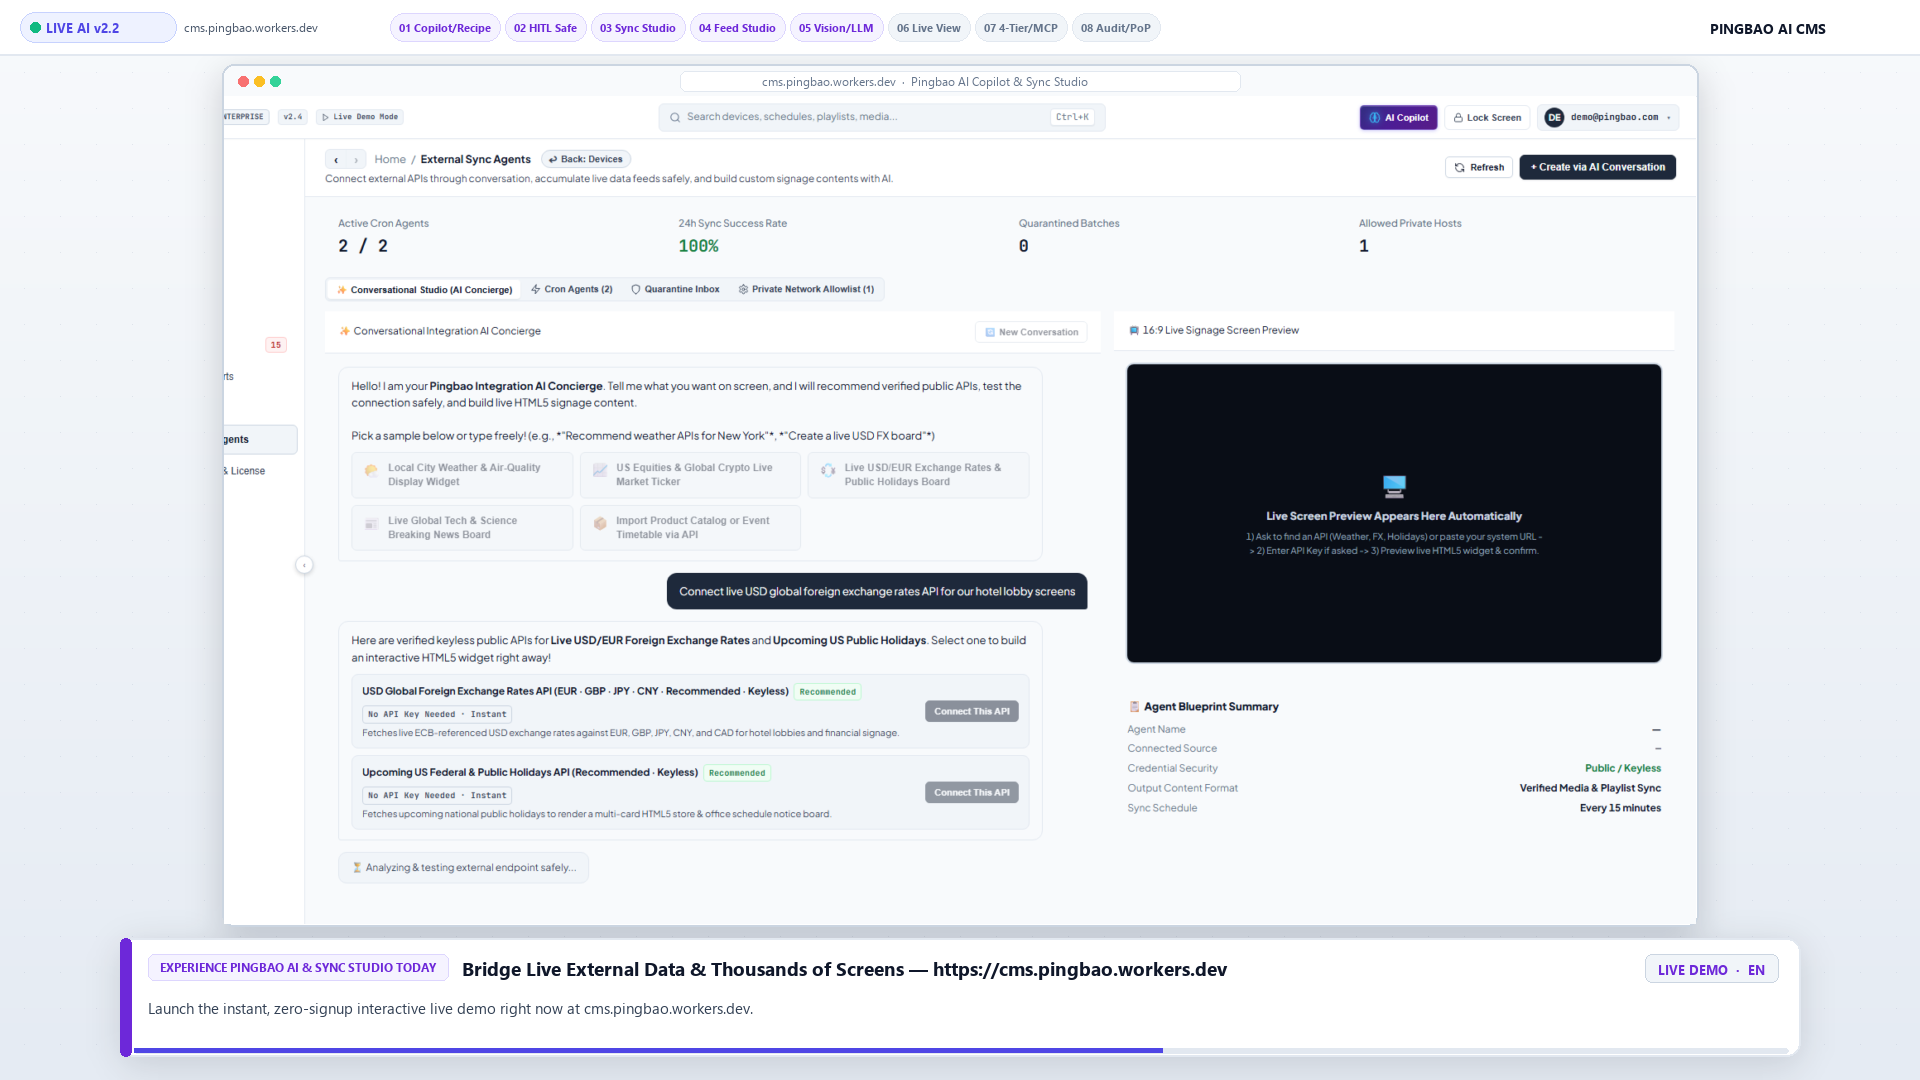 LIVE AI v2.2
cms.pingbao.workers.dev
01 Copilot/Recipe
02 HITL Safe
03 Sync Studio
04 Feed Studio
05 Vision/LLM
06 Live View
07 4-Tier/MCP
08 Audit/PoP
PINGBAO AI CMS
cms.pingbao.workers.dev · Pingbao AI Copilot & Sync Studio
NTERPRISE
v2.4
Live Demo Mode
Search devices, schedules, playlists, media...
Ctrl+K
AI Copilot
Lock Screen
DE
demo@pingbao.com
Home / External Sync Agents
Back: Devices
Connect external APIs through conversation, accumulate live data feeds safely, and build custom signage contents with AI.
Refresh
+ Create via AI Conversation
Active Cron Agents
2 / 2
24h Sync Success Rate
100%
Quarantined Batches
0
Allowed Private Hosts
1
15
rts
gents
& License
Conversational Studio (AI Concierge)
Cron Agents (2)
Quarantine Inbox
Private Network Allowlist (1)
Conversational Integration AI Concierge
New Conversation
Hello! I am your Pingbao Integration AI Concierge. Tell me what you want on screen, and I will recommend verified public APIs, test the
connection safely, and build live HTML5 signage content.
Pick a sample below or type freely! (e.g., *"Recommend weather APIs for New York"*, *"Create a live USD FX board"*)
Local City Weather & Air-Quality
Display Widget
US Equities & Global Crypto Live
Market Ticker
Live USD/EUR Exchange Rates &
Public Holidays Board
Live Global Tech & Science
Breaking News Board
Import Product Catalog or Event
Timetable via API
Connect live USD global foreign exchange rates API for our hotel lobby screens
Here are verified keyless public APIs for Live USD/EUR Foreign Exchange Rates and Upcoming US Public Holidays. Select one to build
an interactive HTML5 widget right away!
USD Global Foreign Exchange Rates API (EUR · GBP · JPY · CNY · Recommended · Keyless)
Recommended
No API Key Needed · Instant
Fetches live ECB-referenced USD exchange rates against EUR, GBP, JPY, CNY, and CAD for hotel lobbies and financial signage.
Connect This API
Upcoming US Federal & Public Holidays API (Recommended · Keyless)
Recommended
No API Key Needed · Instant
Fetches upcoming national public holidays to render a multi-card HTML5 store & office schedule notice board.
Connect This API
Analyzing & testing external endpoint safely...
16:9 Live Signage Screen Preview
Live Screen Preview Appears Here Automatically
1) Ask to find an API (Weather, FX, Holidays) or paste your system URL -
> 2) Enter API Key if asked -> 3) Preview live HTML5 widget & confirm.
Agent Blueprint Summary
Agent Name —
Connected Source –
Credential Security Public / Keyless
Output Content Format Verified Media & Playlist Sync
Sync Schedule Every 15 minutes
EXPERIENCE PINGBAO AI & SYNC STUDIO TODAY
Bridge Live External Data & Thousands of Screens — https://cms.pingbao.workers.dev
LIVE DEMO · EN
Launch the instant, zero-signup interactive live demo right now at cms.pingbao.workers.dev.